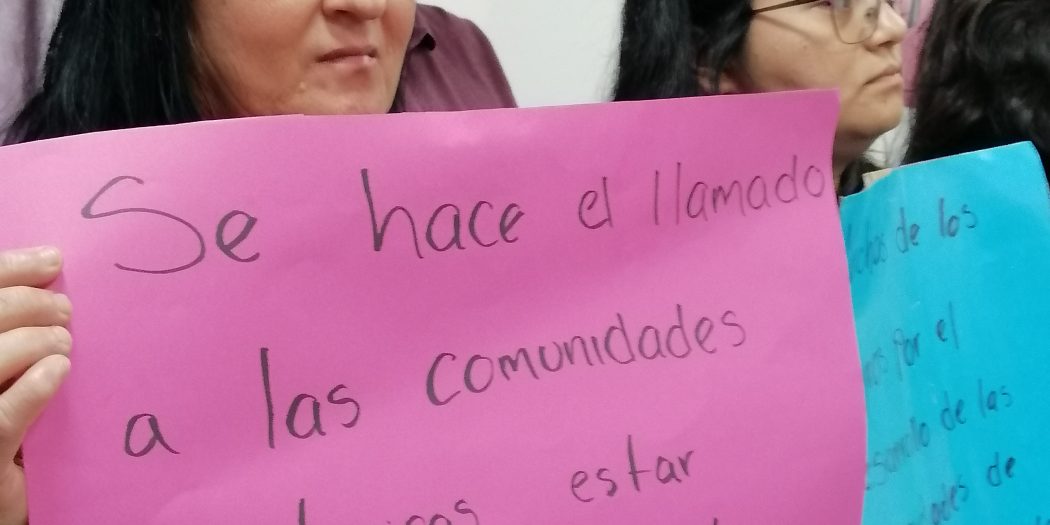 Se hace el llamado
a las comunidades
estar
de los
por el
de las
de